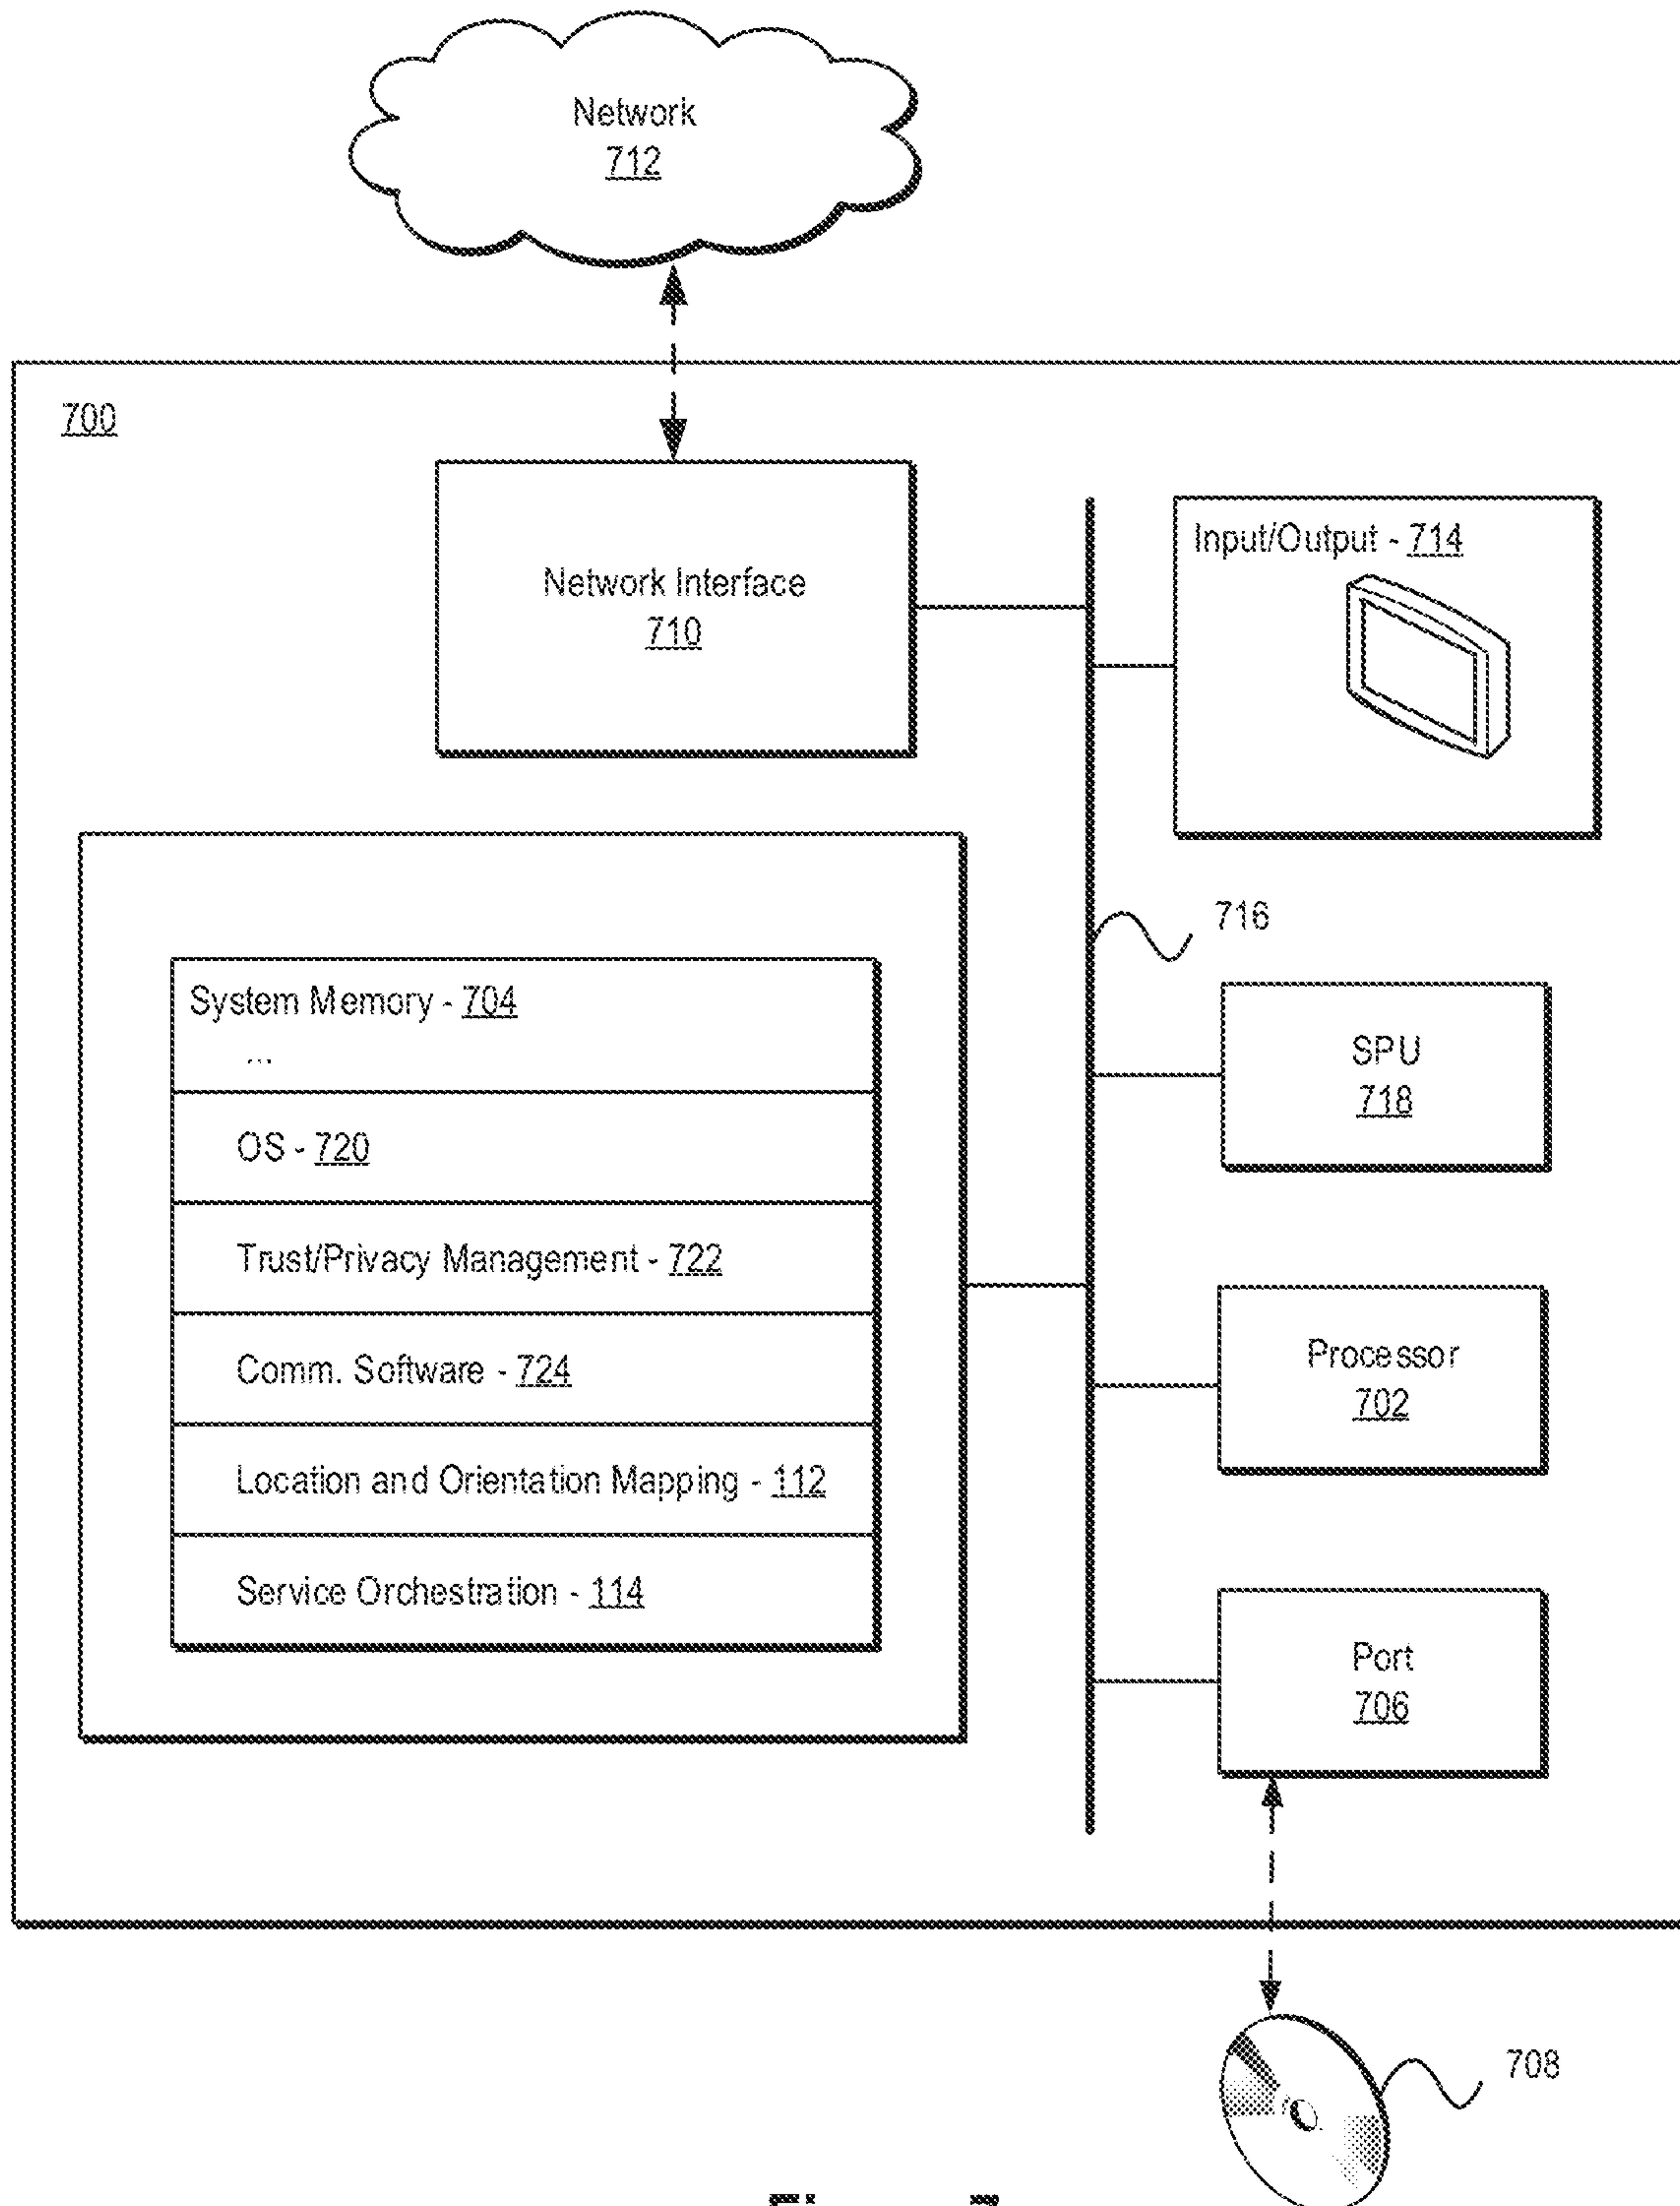 Network
712
700
Network Interface
710
Input/Output - 714
716
System Memory - 704
...
OS - 720
Trust/Privacy Management - 722
Comm. Software - 724
Location and Orientation Mapping - 112
Service Orchestration - 114
SPU
718
Processor
702
Port
706
708